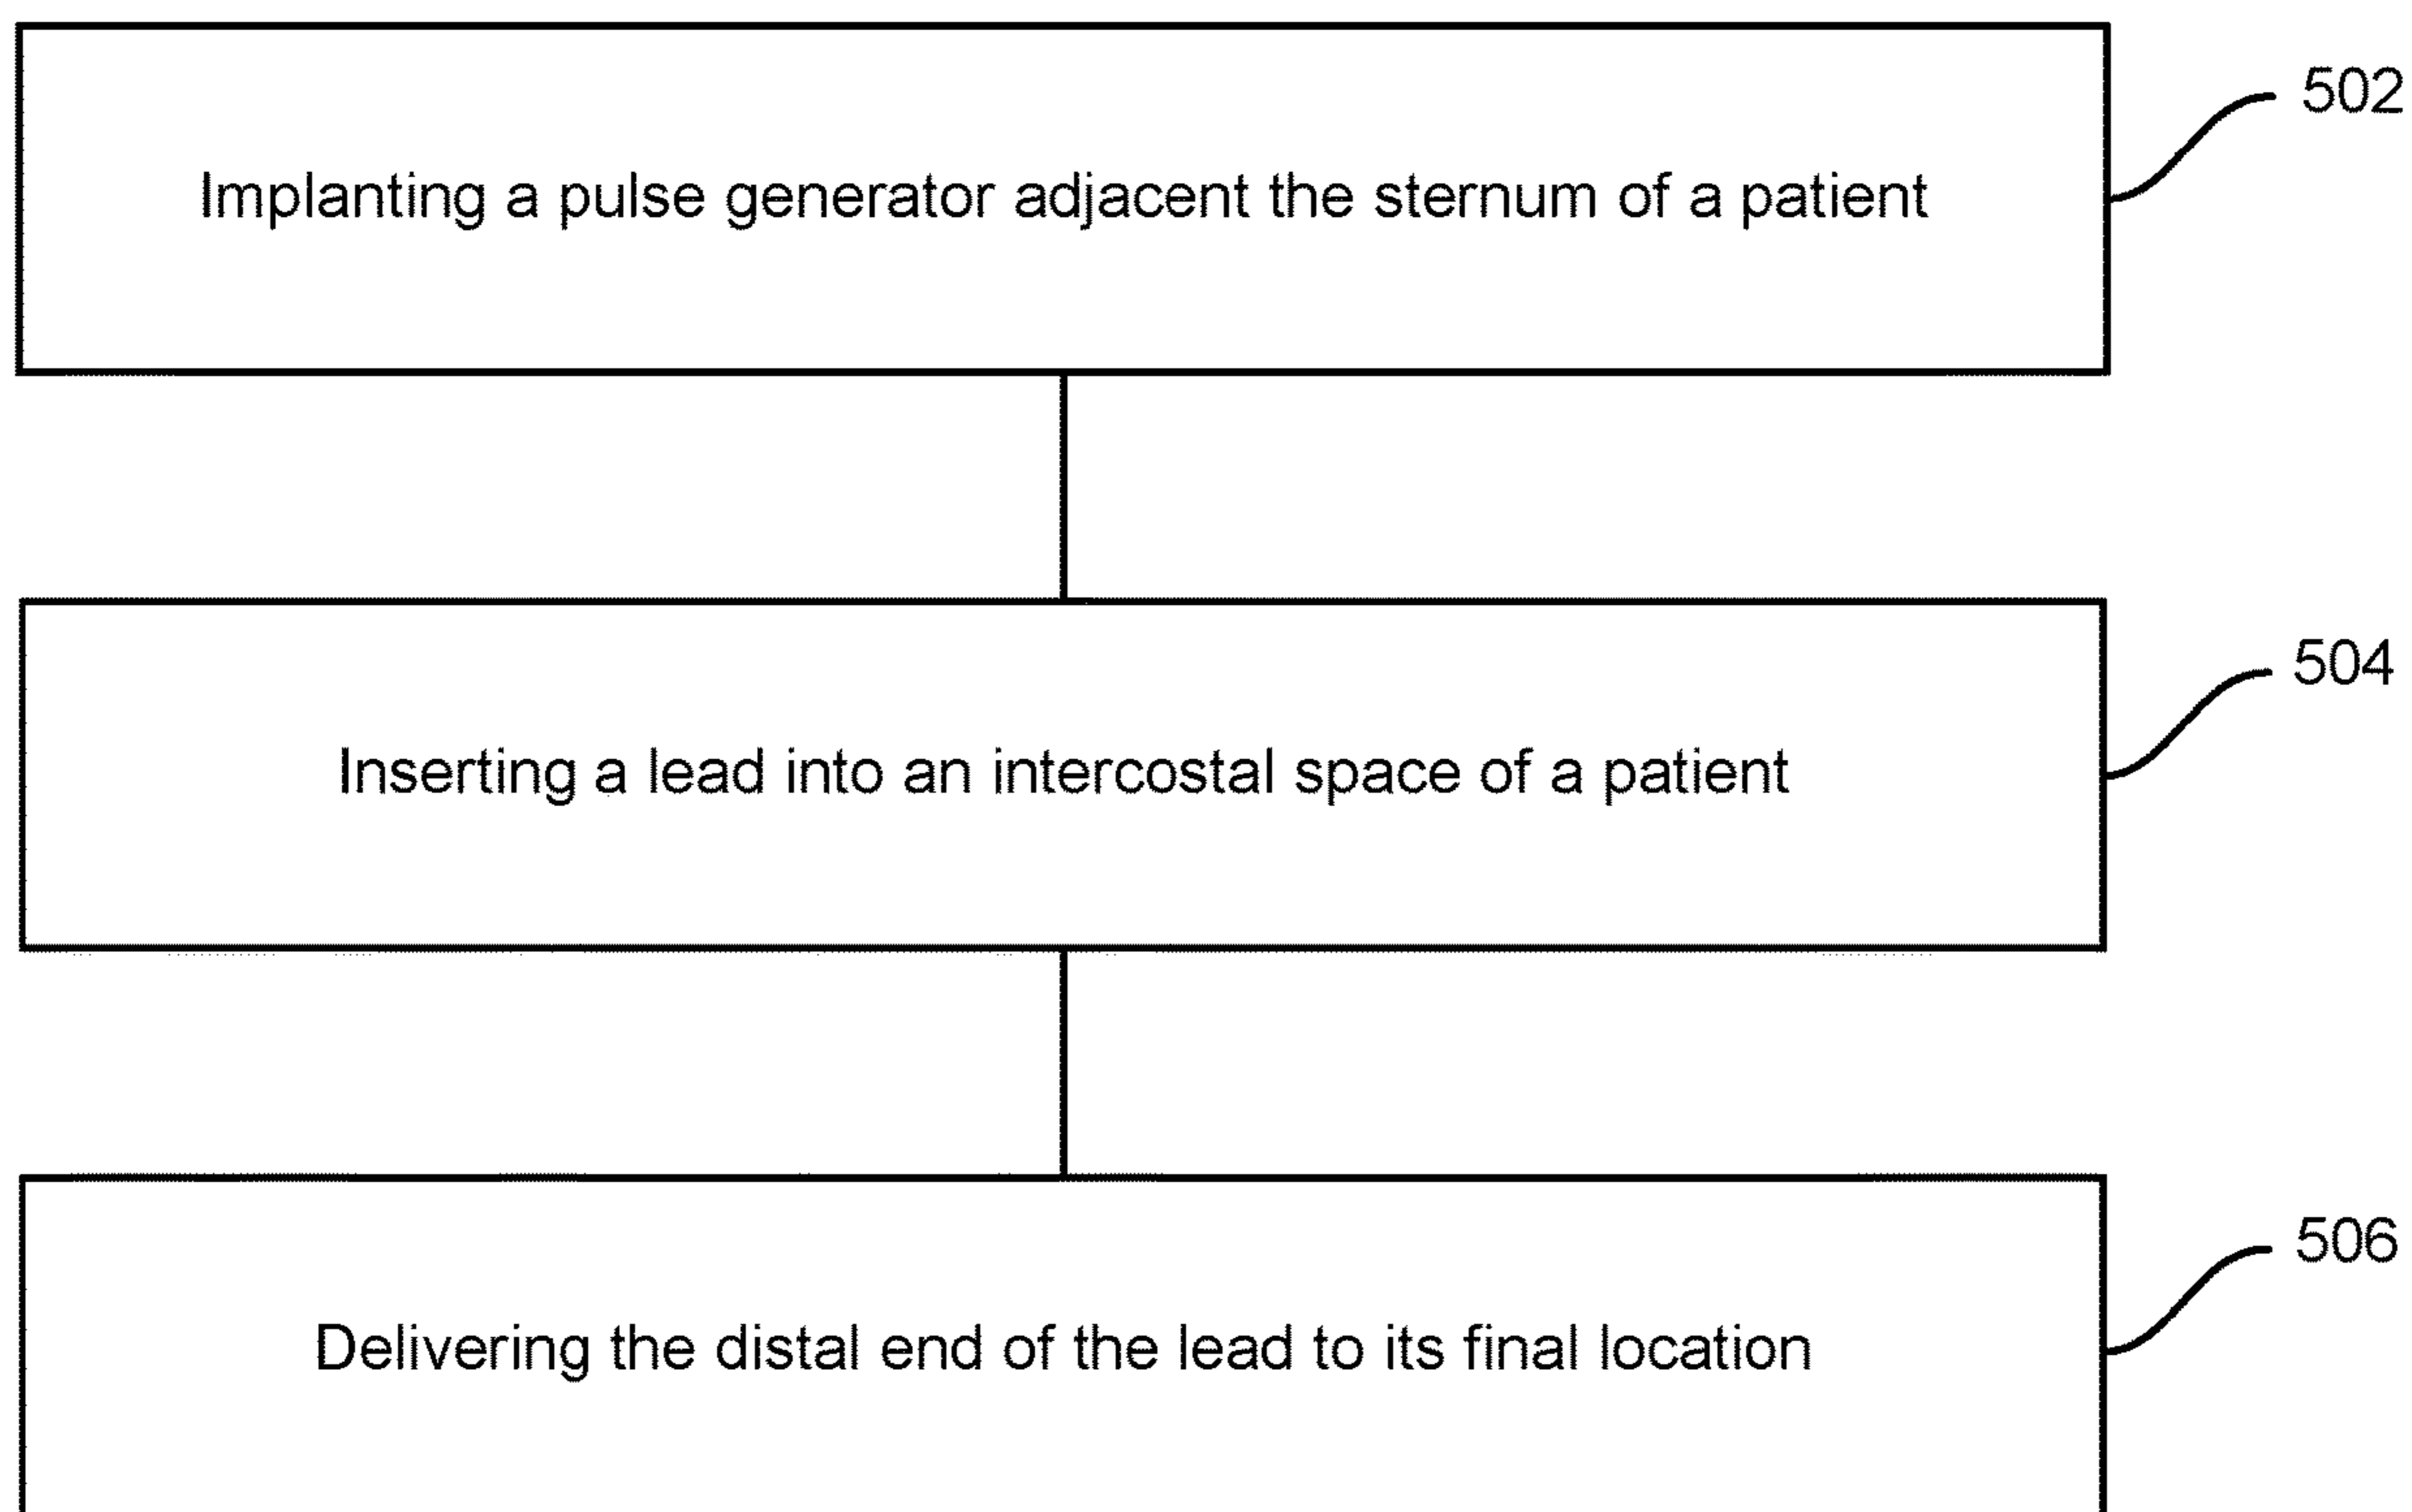 502
Implanting a pulse generator adjacent the sternum of a patient
504
Inserting a lead into an intercostal space of a patient
506
Delivering the distal end of the lead to its final location